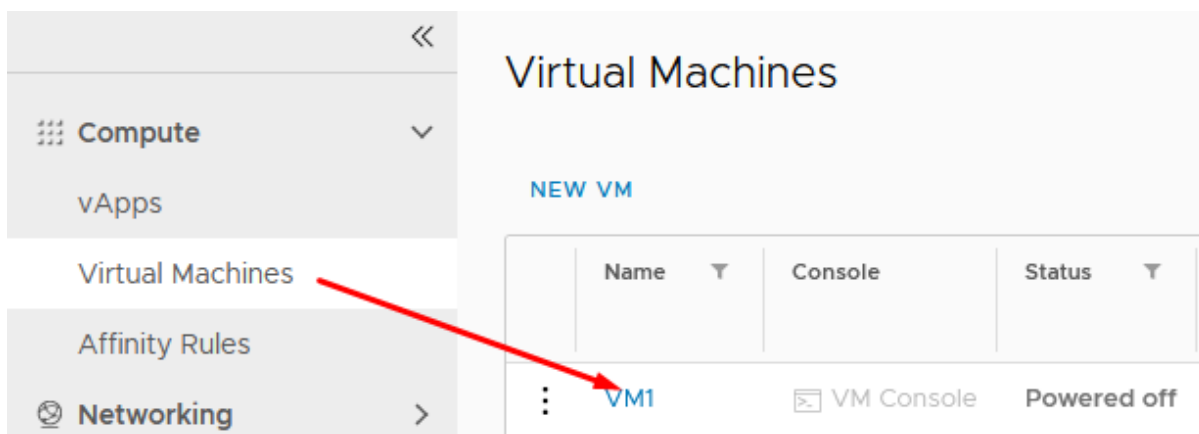 Compute
vApps
Virtual Machines
Affinity Rules
Networking
Virtual Machines
NEW VM
Name Console Status
VM1 VM Console Powered off